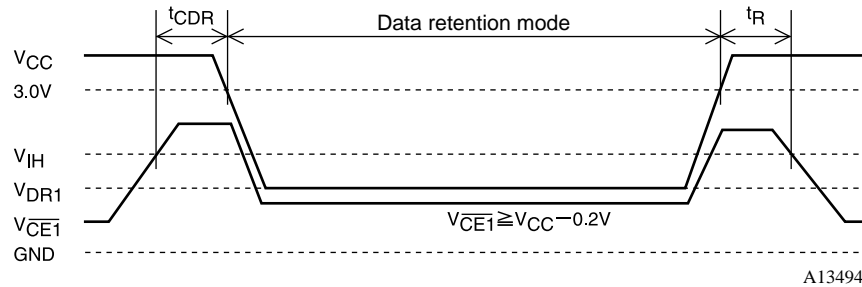 tCDR
Data retention mode
tR
VCC
3.0V
VIH
VDR1
VCE1
GND
VCE1≧VCC−0.2V
A13494